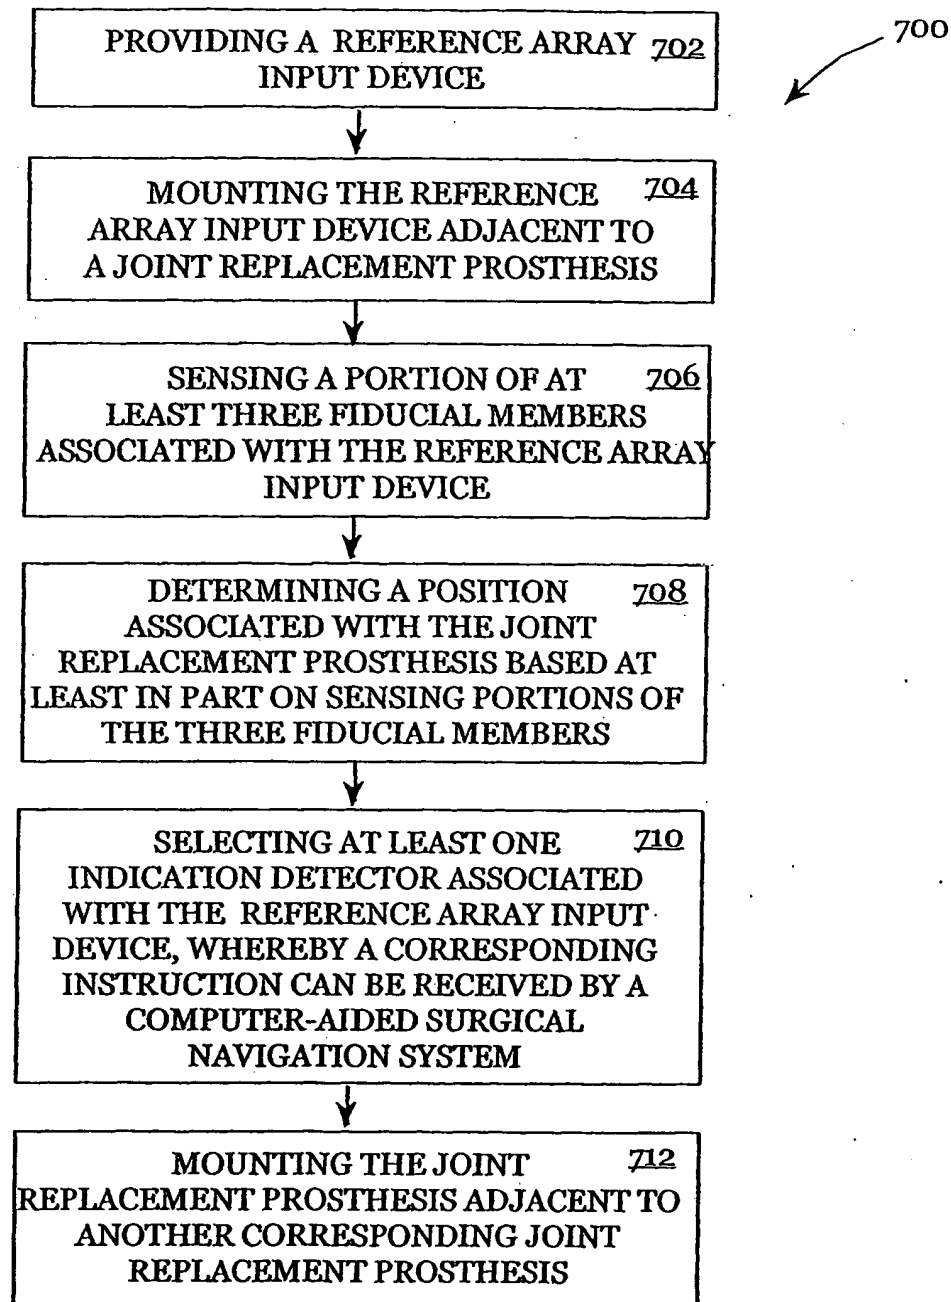 700
PROVIDING A REFERENCE ARRAY 702
INPUT DEVICE
MOUNTING THE REFERENCE 704
ARRAY INPUT DEVICE ADJACENT TO
A JOINT REPLACEMENT PROSTHESIS
SENSING A PORTION OF AT 706
LEAST THREE FIDUCIAL MEMBERS
ASSOCIATED WITH THE REFERENCE ARRAY
INPUT DEVICE
DETERMINING A POSITION 708
ASSOCIATED WITH THE JOINT
REPLACEMENT PROSTHESIS BASED AT
LEAST IN PART ON SENSING PORTIONS OF
THE THREE FIDUCIAL MEMBERS
SELECTING AT LEAST ONE 710
INDICATION DETECTOR ASSOCIATED
WITH THE REFERENCE ARRAY INPUT
DEVICE, WHEREBY A CORRESPONDING
INSTRUCTION CAN BE RECEIVED BY A
COMPUTER-AIDED SURGICAL
NAVIGATION SYSTEM
MOUNTING THE JOINT 712
REPLACEMENT PROSTHESIS ADJACENT TO
ANOTHER CORRESPONDING JOINT
REPLACEMENT PROSTHESIS